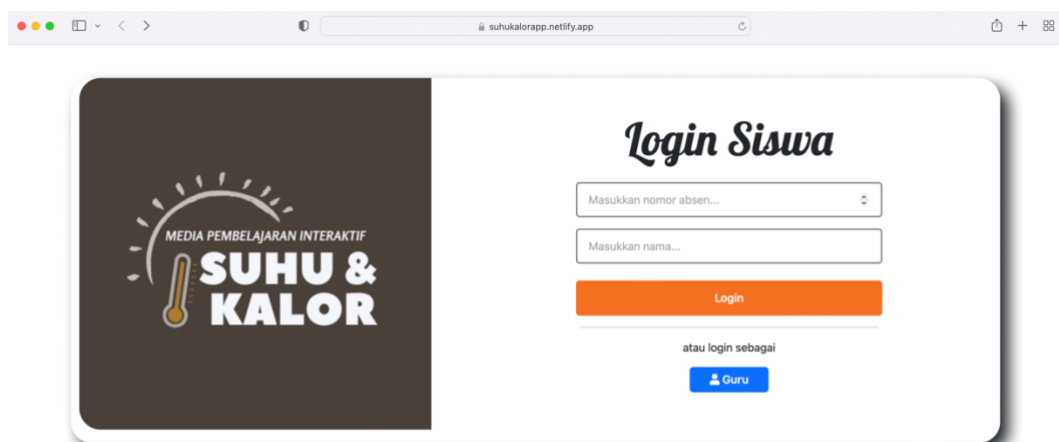 suhukalorapp.netlify.app
MEDIA PEMBELAJARAN INTERAKTIF
SUHU &
KALOR
Login Siswa
Masukkan nomor absen...
Masukkan nama...
Login
atau login sebagai
Guru